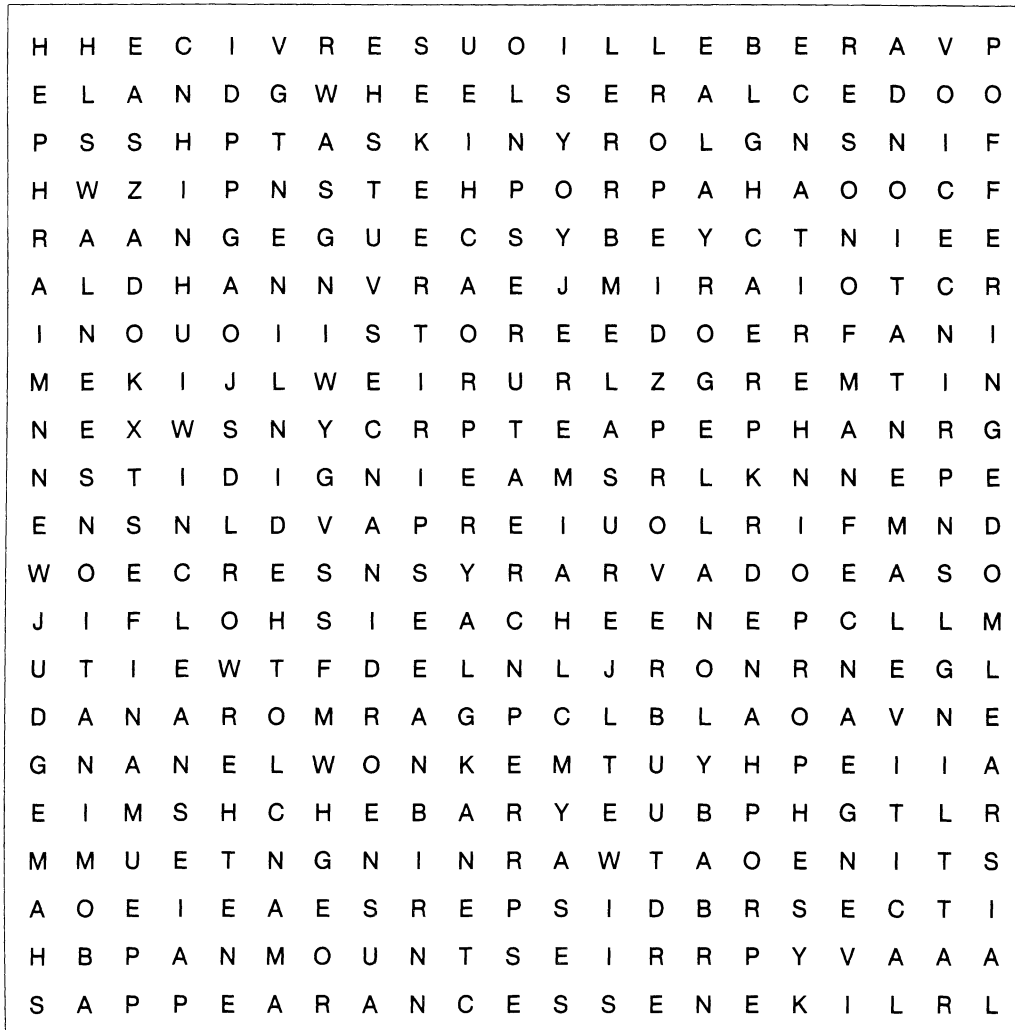 H H E C I V R E S U O I L L E B E R A V P
E L A N D G W H E E L S E R A L C E D O O
P S S H P T A S K I N Y R O L G N S N I F
H W Z I P N S T E H P O R P A H A O O C F
R A A N G E G U E C S Y B E Y C T N I E E
A L D H A N N V R A E J M I R A I O T C R
I N O U O I I S T O R E E D O E R F A N I
M E K I J L W E I R U R L Z G R E M T I N
N E X W S N Y C R P T E A P E P H A N R G
N S T I D I G N I E A M S R L K N N E P E
E N S N L D V A P R E I U O L R I F M N D
W O E C R E S N S Y R A R V A D O E A S O
J I F L O H S I E A C H E E N E P C L L M
U T I E W T F D E L N L J R O N R N E G L
D A N A R O M R A G P C L B L A O A V N E
G N A N E L W O N K E M T U Y H P E I I A
E I M S H C H E B A R Y E U B P H G T L R
M M U E T N G N I N R A W T A O E N I T S
A O E I E A E S R E P S I D B R S E C T I
H B P A N M O U N T S E I R R P Y V A A A
S A P P E A R A N C E S S E N E K I L R L